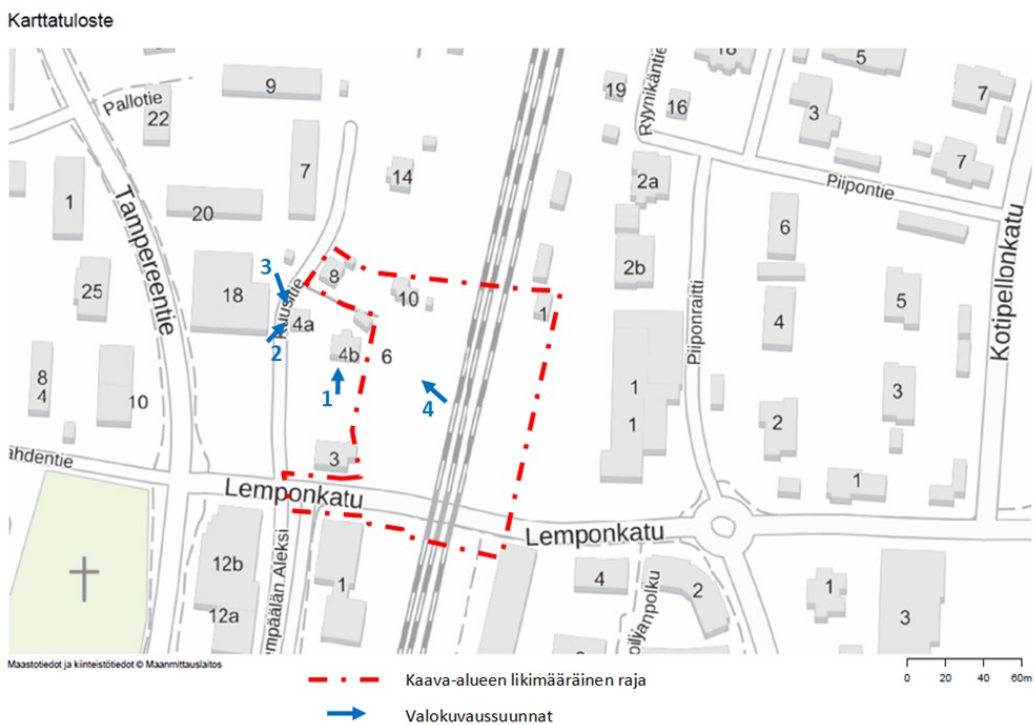 Karttatuloste
Pallotie
9
22
7
14
1
20
Tampereentie
25
18
3
2
Kuusitie
8
4a
4b
10
6
1
4
8
4
10
3
Lemponkatu
12b
12a
1
19
16
18
Ryynikäntie
2a
2b
1
1
1
Piiponraitti
5
3
7
7
Piipontie
Kotipellonkatu
6
4
5
2
3
1
Lemponkatu
4
2
1
3
Maastotiedot ja kiinteistötiedot © Maanmittauslaitos
0 20 40 60m
Kaava-alueen likimääräinen raja
Valokuvaussuunnat